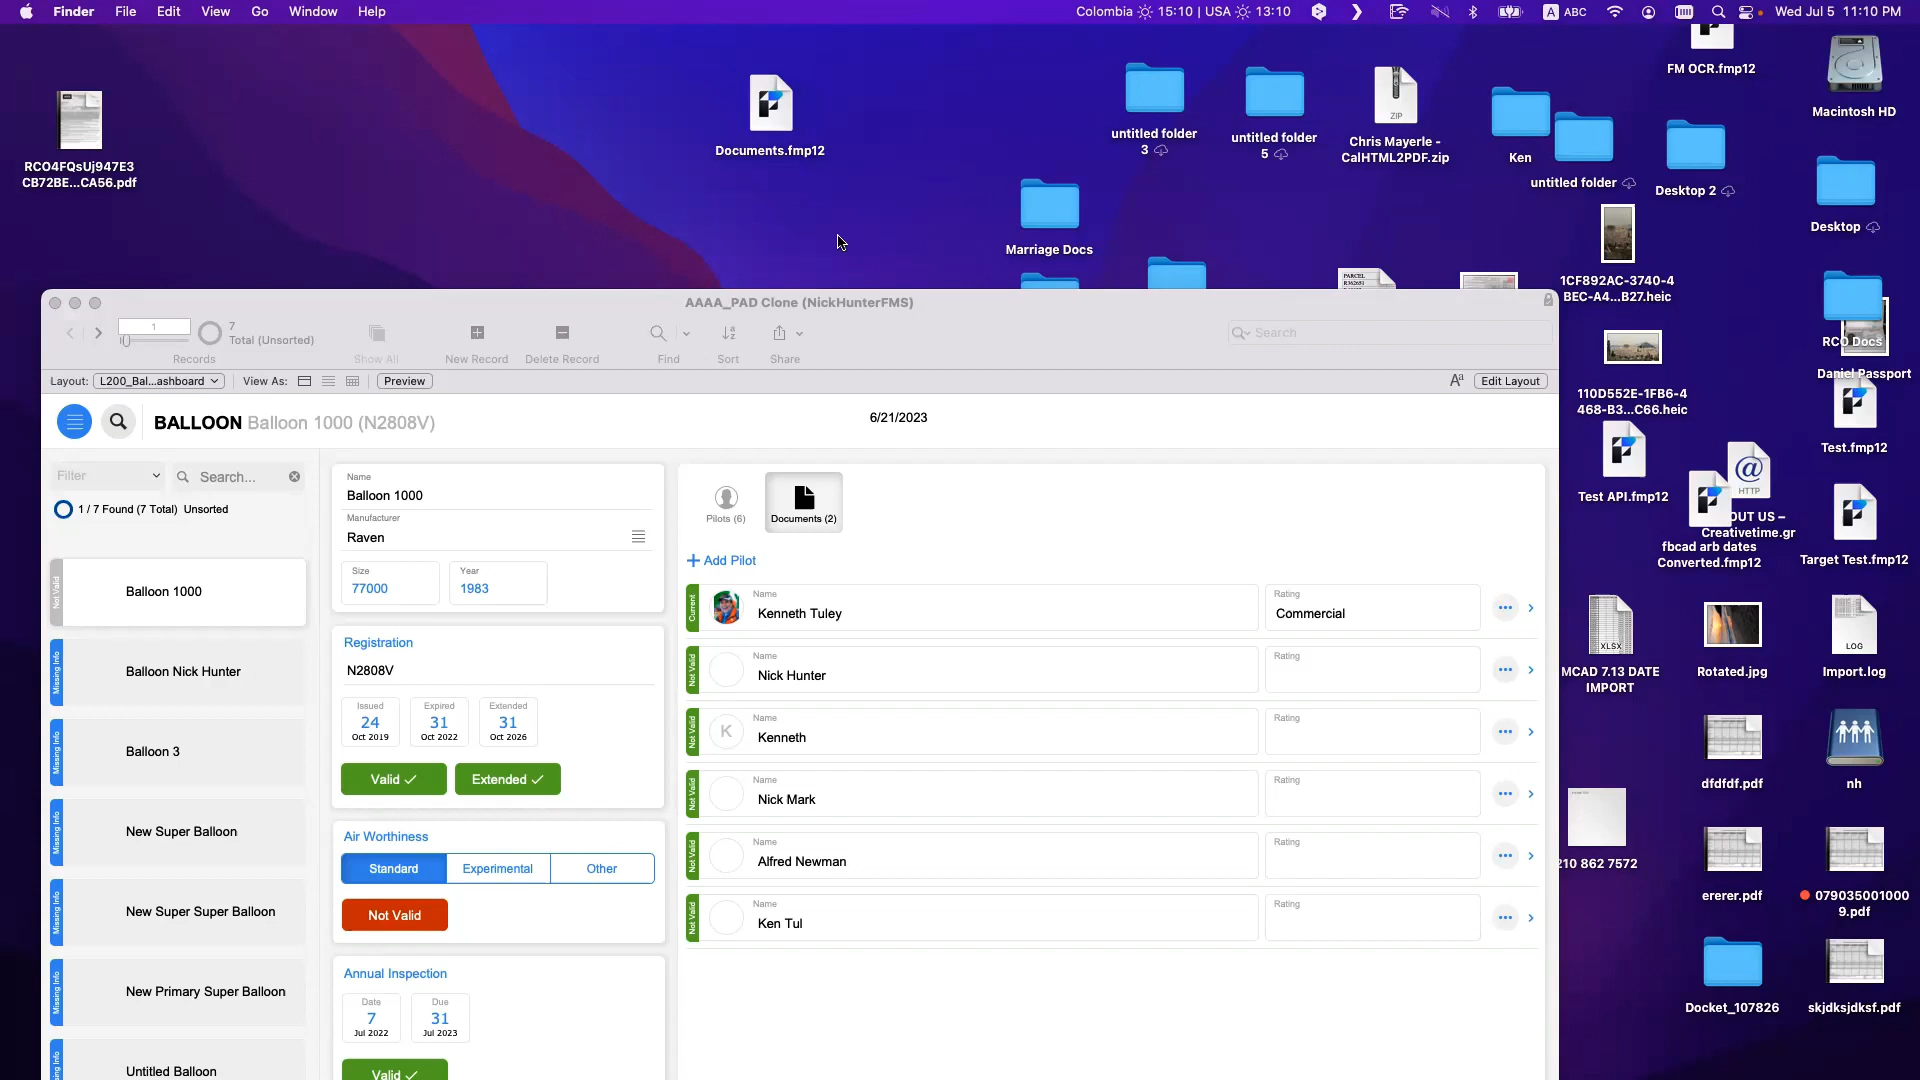 Finder File Edit View Go Window Help
Colombia 15:10 | USA 13:10
A ABC
Wed Jul 5 11:10 PM
RCO4FQsUj947E3
CB72BE...CA56.pdf
Documents.fmp12
untitled folder
3
untitled folder
5
ZIP
Chris Mayerle -
CalHTML2PDF.zip
Ken
untitled folder
Desktop 2
FM OCR.fmp12
Macintosh HD
Desktop
Marriage Docs
1CF892AC-3740-4
BEC-A4...B27.heic
RCO Docs
Daniel Passport
110D552E-1FB6-4
468-B3...C66.heic
Test.fmp12
Test API.fmp12
HTTP
OUT US –
Creativetime.gr
fbcad arb dates
Converted.fmp12
Target Test.fmp12
XLSX
MCAD 7.13 DATE
IMPORT
Rotated.jpg
LOG
Import.log
dfdfdf.pdf
nh
210 862 7572
ererer.pdf
079035001000
9.pdf
Docket_107826
skjdksjdksf.pdf
PARCEL
R362651
AAAA_PAD Clone (NickHunterFMS)
1
7
Total (Unsorted)
Records
Show All
New Record
Delete Record
Find
Sort
Share
Search
Layout: L200_Bal...ashboard
View As:
Preview
Aa
Edit Layout
BALLOON Balloon 1000 (N2808V)
6/21/2023
Filter
Search...
1 / 7 Found (7 Total) Unsorted
Not Valid
Balloon 1000
Missing Info
Balloon Nick Hunter
Missing Info
Balloon 3
Missing Info
New Super Balloon
Missing Info
New Super Super Balloon
Missing Info
New Primary Super Balloon
Untitled Balloon
Name
Balloon 1000
Manufacturer
Raven
Size
77000
Year
1983
Registration
N2808V
Issued
24
Oct 2019
Expired
31
Oct 2022
Extended
31
Oct 2026
Valid ✓
Extended ✓
Air Worthiness
Standard
Experimental
Other
Not Valid
Annual Inspection
Date
7
Jul 2022
Due
31
Jul 2023
Valid ✓
Pilots (6)
Documents (2)
+ Add Pilot
Current
Name
Kenneth Tuley
Rating
Commercial
Not Valid
Name
Nick Hunter
Rating
Not Valid
K
Name
Kenneth
Rating
Not Valid
Name
Nick Mark
Rating
Not Valid
Name
Alfred Newman
Rating
Not Valid
Name
Ken Tul
Rating